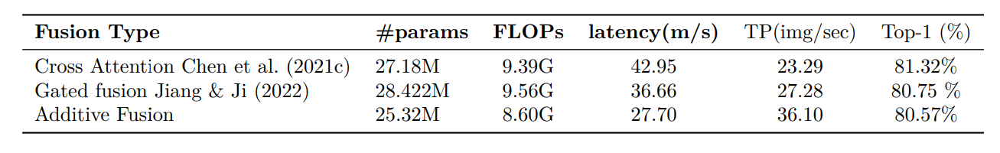 Fusion Type #params FLOPs latency(m/s) TP(img/sec) Top-1 (%)
Cross Attention Chen et al. (2021c) 27.18M 9.39G 42.95 23.29 81.32%
Gated fusion Jiang & Ji (2022) 28.422M 9.56G 36.66 27.28 80.75 %
Additive Fusion 25.32M 8.60G 27.70 36.10 80.57%